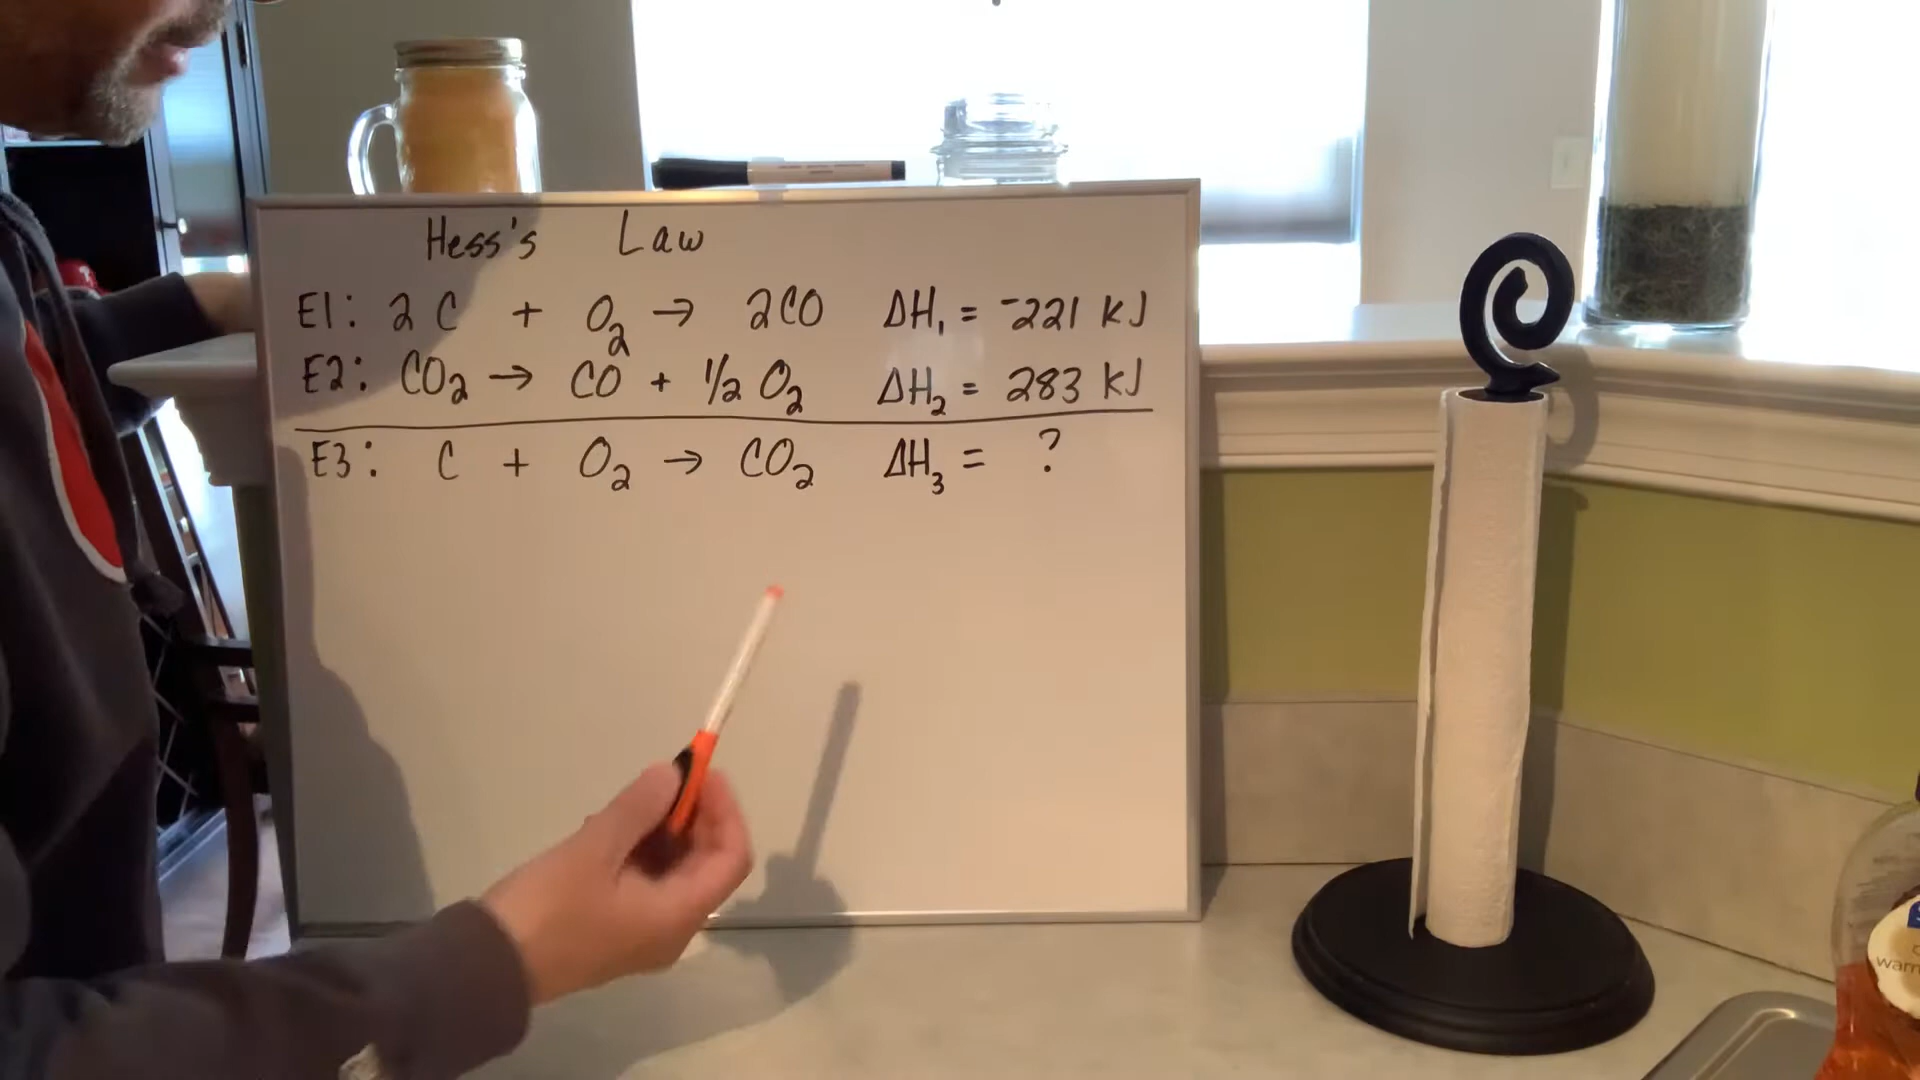 Hess's Law
E1: 2 C + O₂ → 2CO ΔH₁ = -221 kJ
E2: CO₂ → CO + 1/2 O₂ ΔH₂ = 283 kJ
E3: C + O₂ → CO₂ ΔH₃ = ?